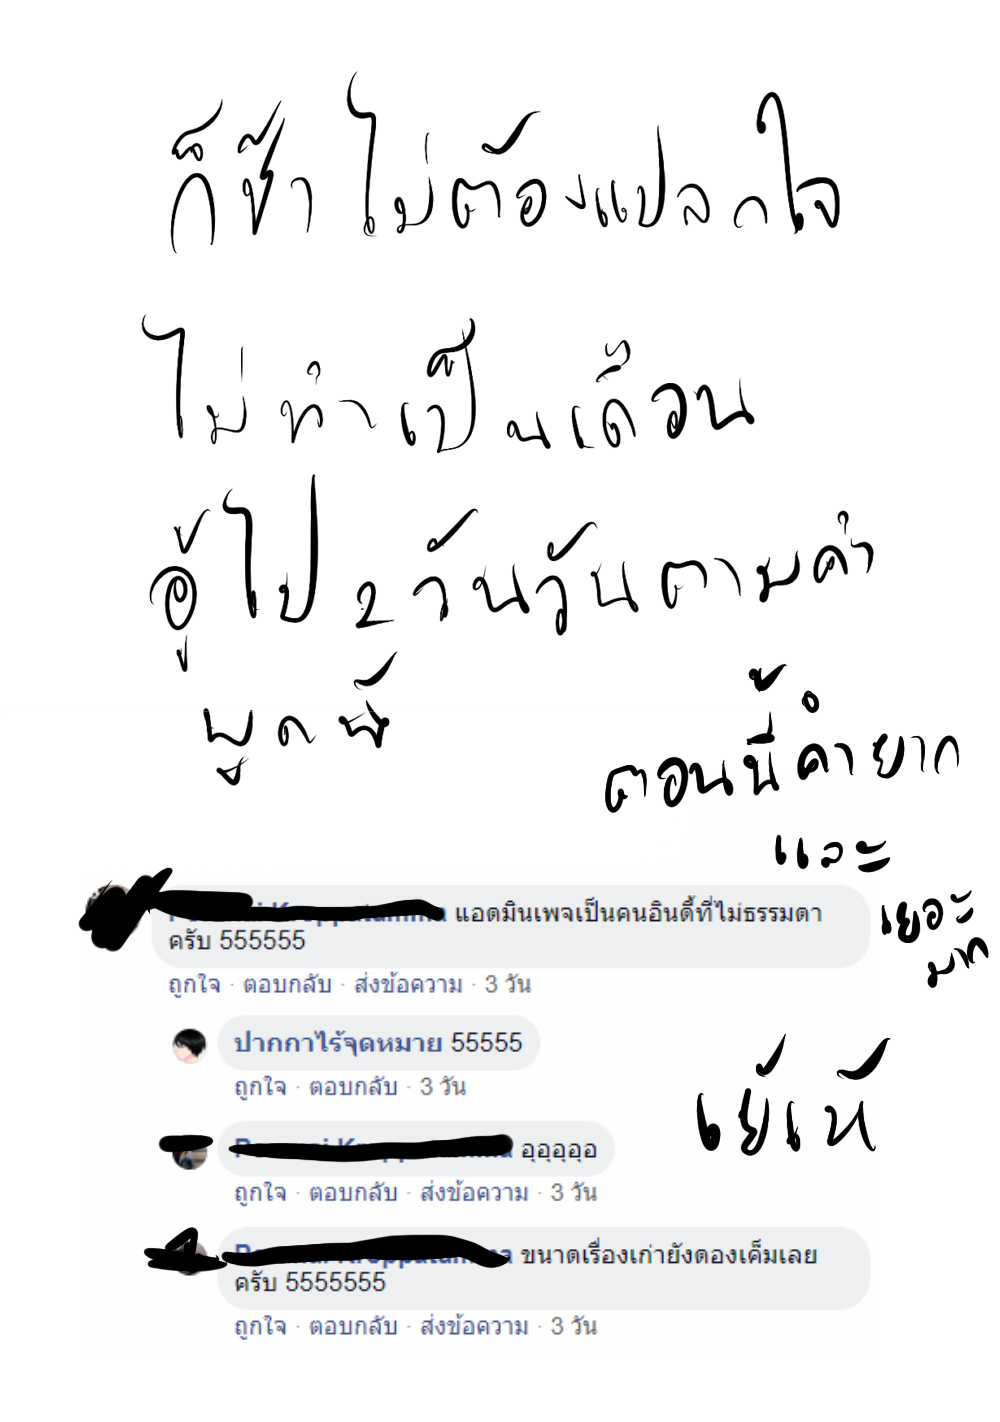 ก็ช้า ไม่ต้องแปลกใจ
ไม่ทำเป็นเดือน
อู้ไป 2 วันวันตามคำ
พูดพี่
ตอนนี้คำยาก
และ
เยอะ
มาก
แอดมินเพจเป็นคนอินดี้ที่ไม่ธรรมดา
ครับ 555555
ถูกใจ · ตอบกลับ · ส่งข้อความ · 3 วัน
ปากกาไร้จุดหมาย 55555
ถูกใจ · ตอบกลับ · 3 วัน
เย้เห้
อุอุอุอุอ
ถูกใจ · ตอบกลับ · ส่งข้อความ · 3 วัน
ขนาดเรื่องเก่ายังดองเค็มเลย
ครับ 5555555
ถูกใจ · ตอบกลับ · ส่งข้อความ · 3 วัน